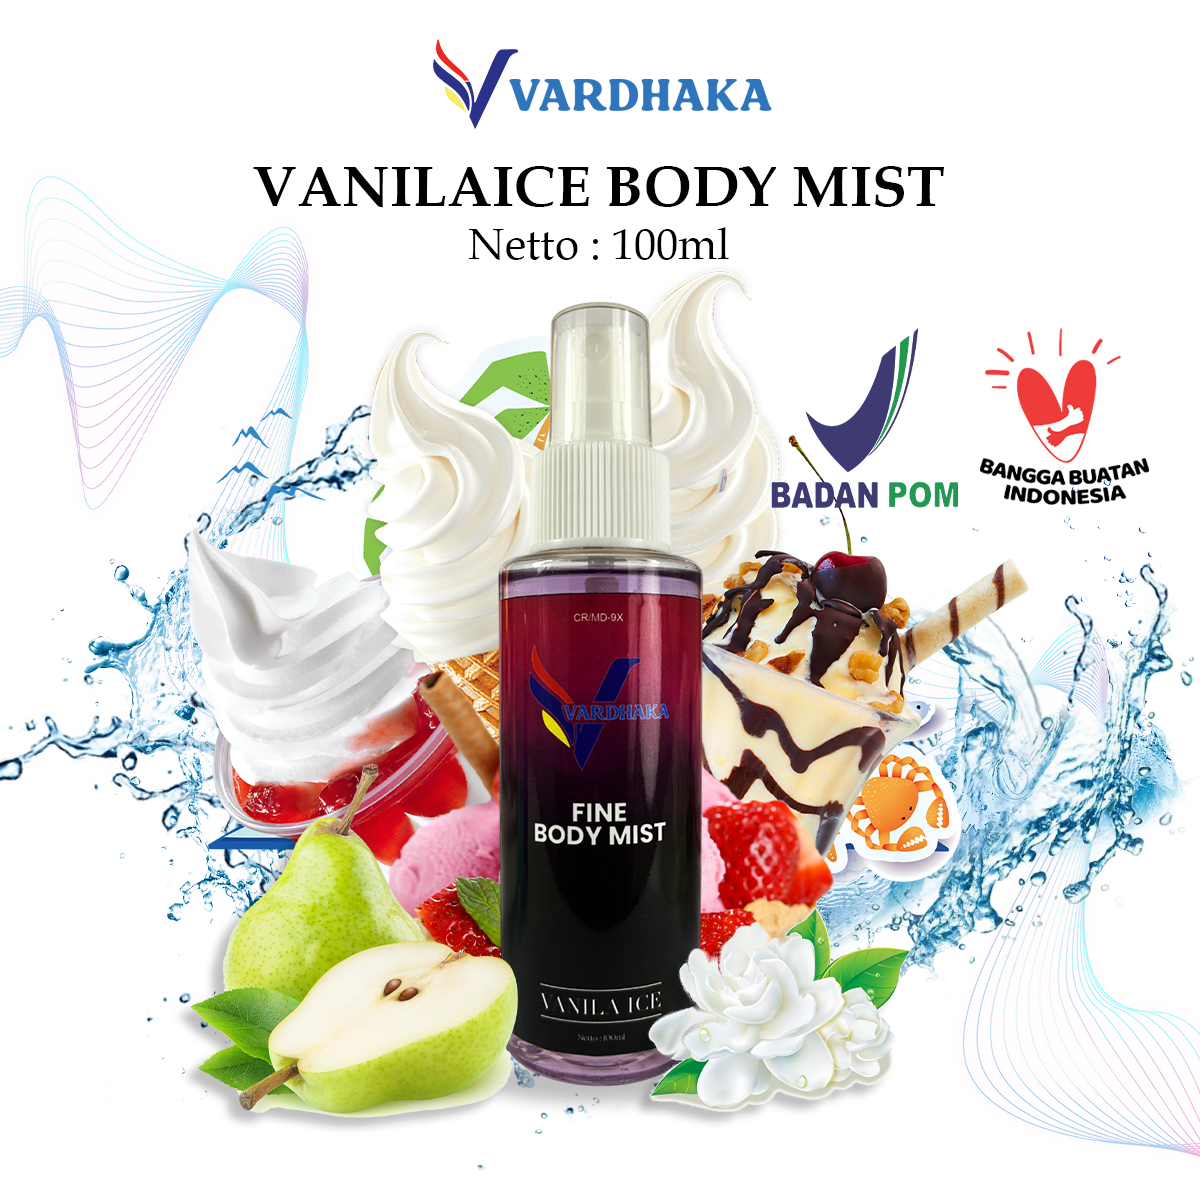 VARDHAKA
VANILAICE BODY MIST
Netto : 100ml
BADAN POM
BANGGA BUATAN
INDONESIA
CR/MD-9X
VARDHAKA
FINE
BODY MIST
VANILA ICE
Netto : 100ml